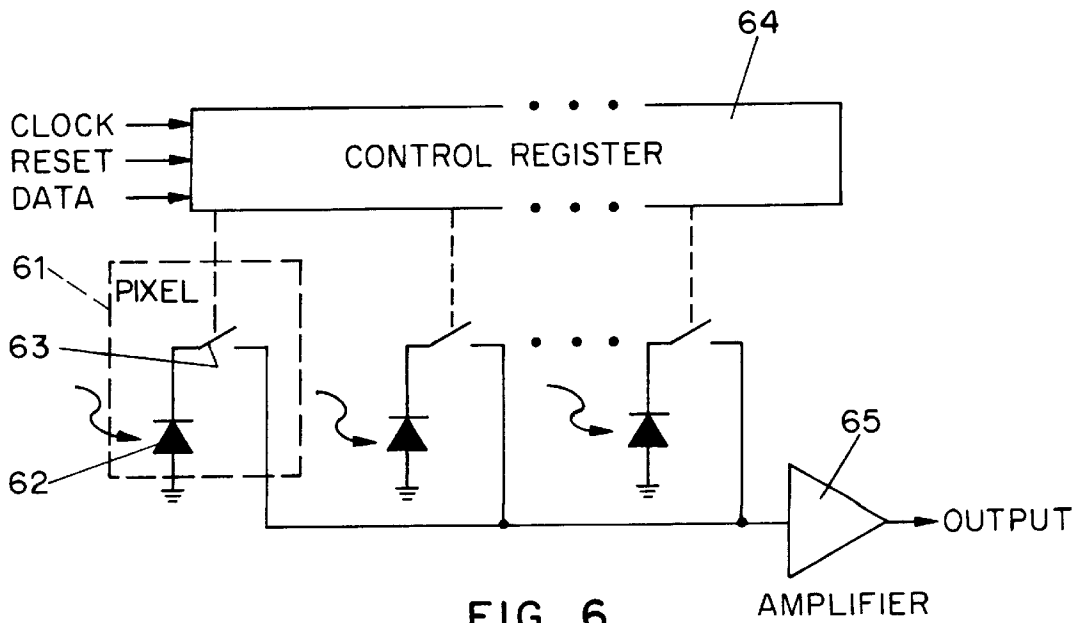 64
CLOCK
RESET
DATA
CONTROL REGISTER
61
PIXEL
63
62
65
OUTPUT
AMPLIFIER
FIG. 6